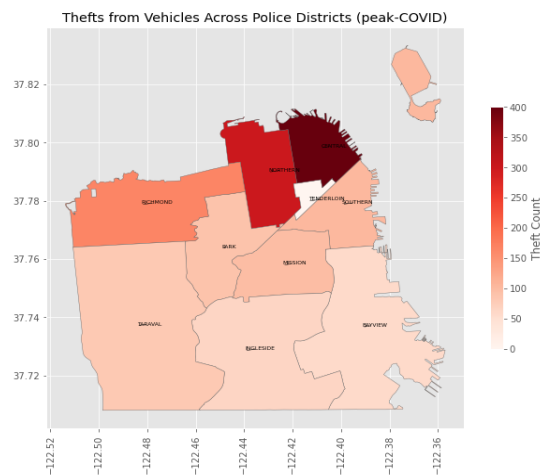 Thefts from Vehicles Across Police Districts (peak-COVID)
37.82
37.80
37.78
37.76
37.74
37.72
CENTRAL
NORTHERN
RICHMOND
TENDERLOIN
SOUTHERN
PARK
MISSION
TARAVAL
BAYVIEW
INGLESIDE
400
350
300
250
200
150
100
50
0
Theft Count
−122.52
−122.50
−122.48
−122.46
−122.44
−122.42
−122.40
−122.38
−122.36